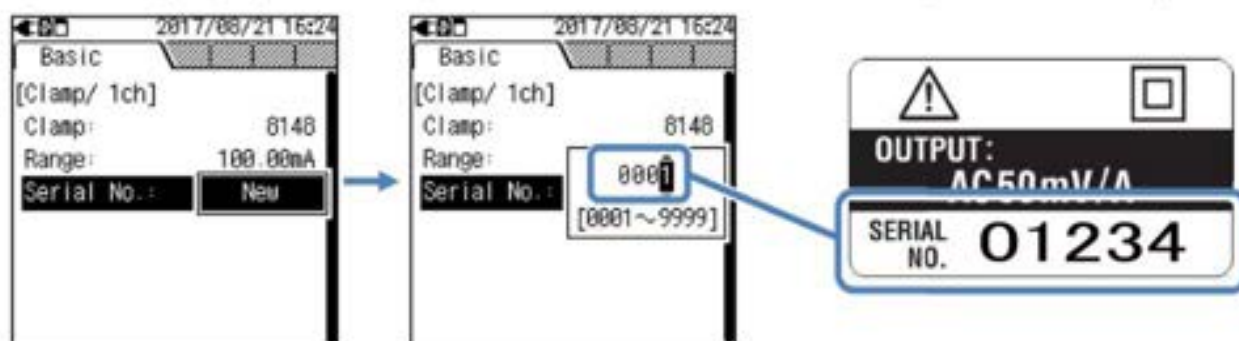 2017/08/21 16:24
Basic
[Clamp/ 1ch]
Clamp: 8148
Range: 100.00mA
Serial No.: New
2017/08/21 16:24
Basic
[Clamp/ 1ch]
Clamp: 8148
Range:
Serial No.:
0001
[0001～9999]
OUTPUT:
AC50mV/A
SERIAL NO. 01234